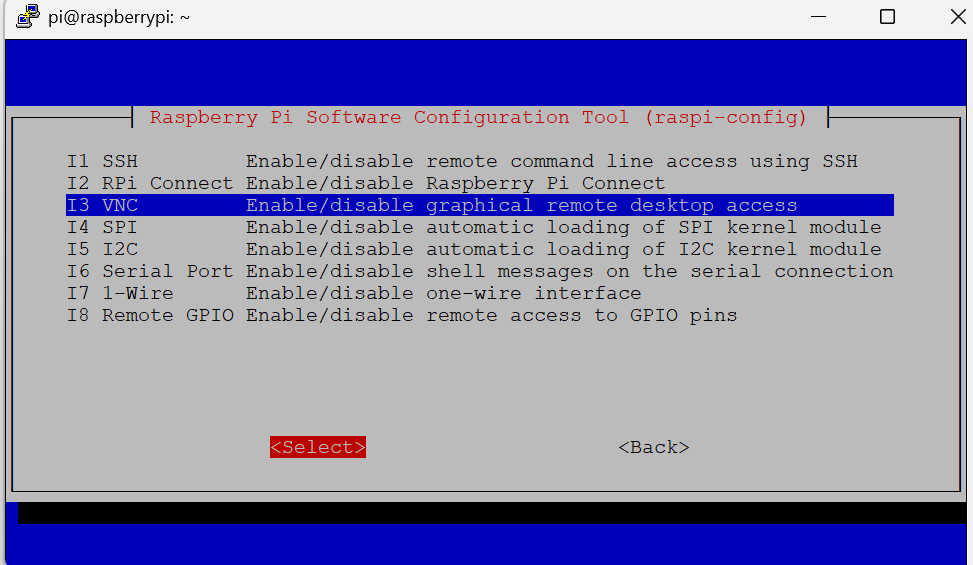 pi@raspberrypi: ~
Raspberry Pi Software Configuration Tool (raspi-config)
I1 SSH Enable/disable remote command line access using SSH
I2 RPi Connect Enable/disable Raspberry Pi Connect
I3 VNC Enable/disable graphical remote desktop access
I4 SPI Enable/disable automatic loading of SPI kernel module
I5 I2C Enable/disable automatic loading of I2C kernel module
I6 Serial Port Enable/disable shell messages on the serial connection
I7 1-Wire Enable/disable one-wire interface
I8 Remote GPIO Enable/disable remote access to GPIO pins
<Select> <Back>